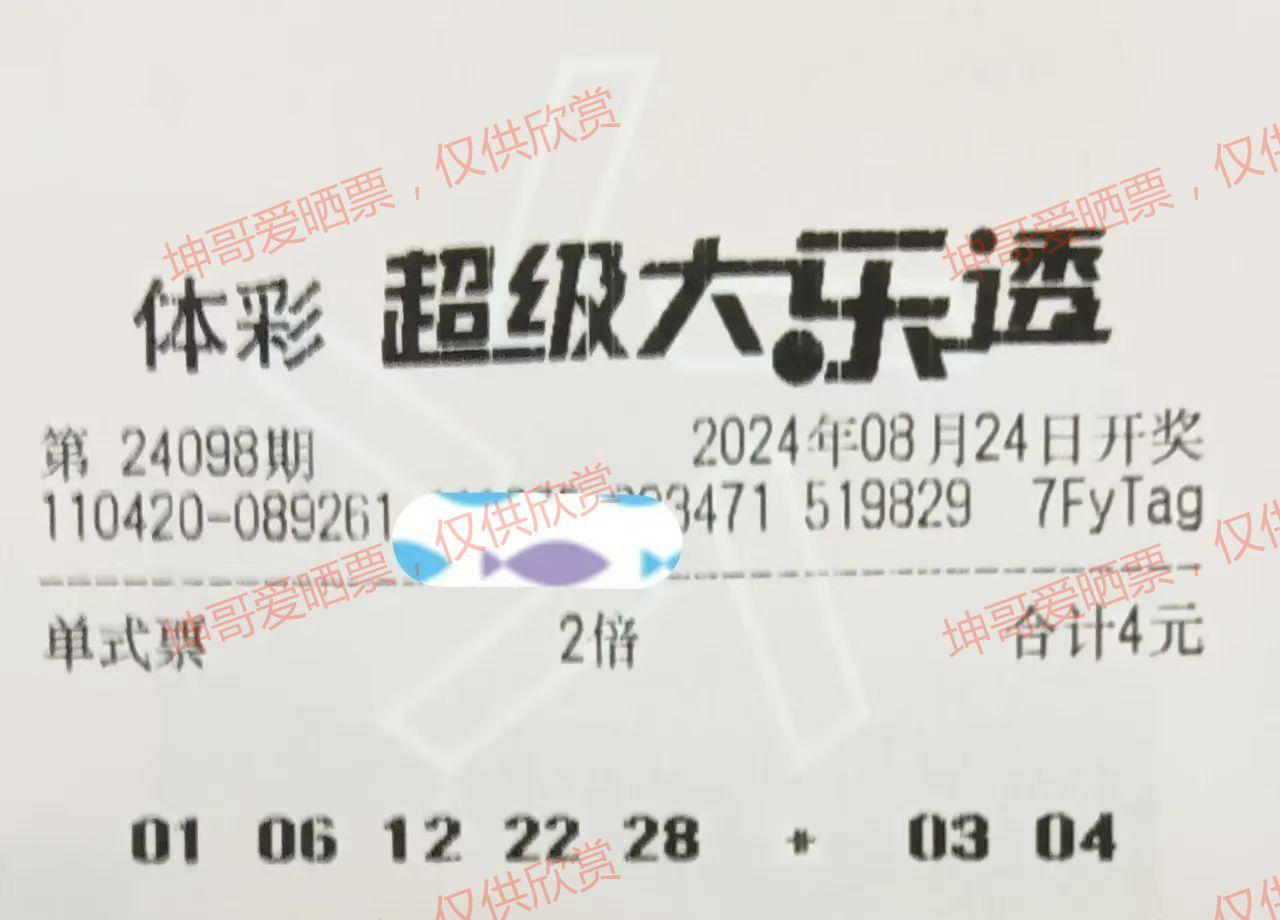 体彩 超级大乐透
第 24098期 2024年08月24日开奖
110420-089261 3471 519829 7FyTag
单式票 2倍 合计4元
01 06 12 22 28 * 03 04
坤哥爱晒票，仅供欣赏
坤哥爱晒票，仅供欣赏
坤哥爱晒票，仅供欣赏
坤哥爱晒票，仅供欣赏
仅供欣赏
仅供欣赏